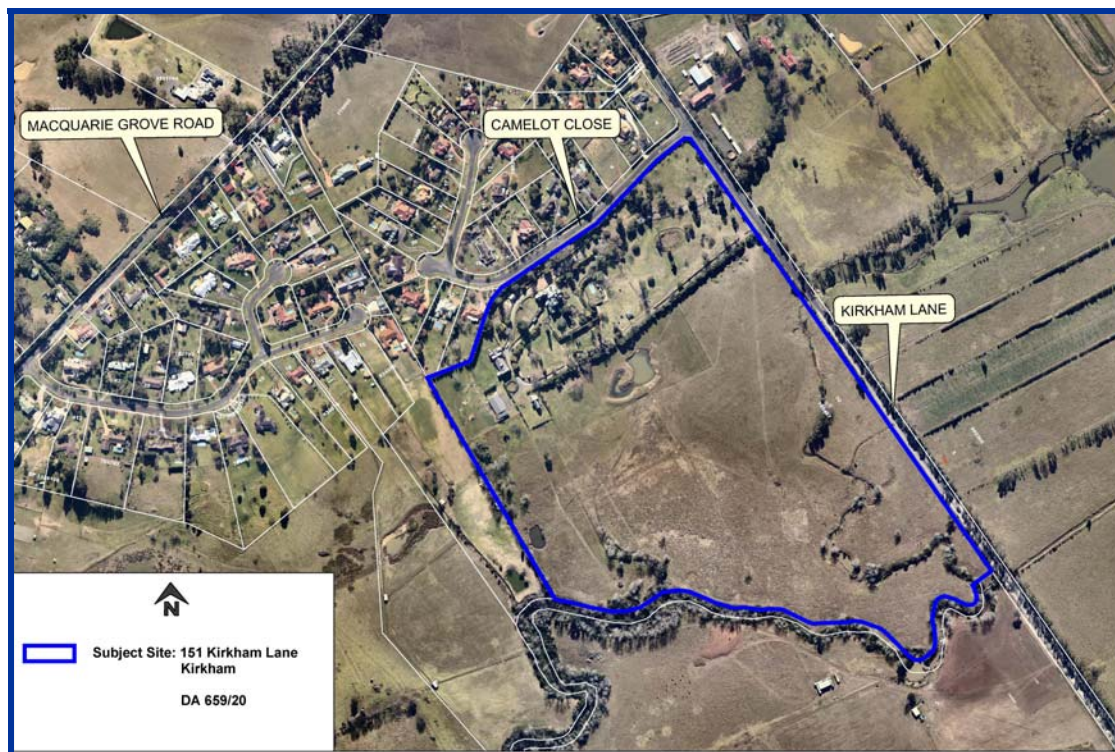 MACQUARIE GROVE ROAD
CAMELOT CLOSE
KIRKHAM LANE
N
Subject Site: 151 Kirkham Lane
Kirkham
DA 659/20